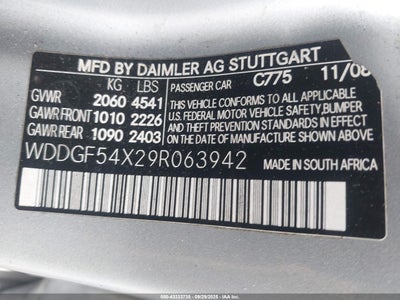 MFD BY DAIMLER AG STUTTGART
KG LBS PASSENGER CAR C775 11/08
GVWR 2060 4541 THIS VEHICLE CONFORMS TO ALL APPLICABLE
GAWR FRONT 1010 2226 U.S. FEDERAL MOTOR VEHICLE SAFETY, BUMPER
GAWR REAR 1090 2403 AND THEFT PREVENTION STANDARDS IN EFFECT
ON THE DATE OF MANUFACTURE SHOWN ABOVE
WDDGF54X29R063942 MADE IN SOUTH AFRICA